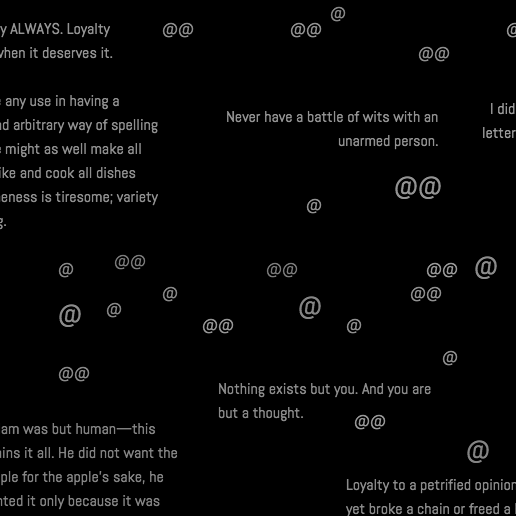 y ALWAYS. Loyalty
when it deserves it.
@@
@@
@
@@
any use in having a
nd arbitrary way of spelling
might as well make all
ike and cook all dishes
eness is tiresome; variety
g.
Never have a battle of wits with an
unarmed person.
I did
letter
@@
@
@
@@
@@
@@
@
@
@@
@
@
@
@@
@
@
@@
Nothing exists but you. And you are
but a thought.
@@
am was but human—this
ins it all. He did not want the
ple for the apple's sake, he
nted it only because it was
@
Loyalty to a petrified opinion
yet broke a chain or freed a